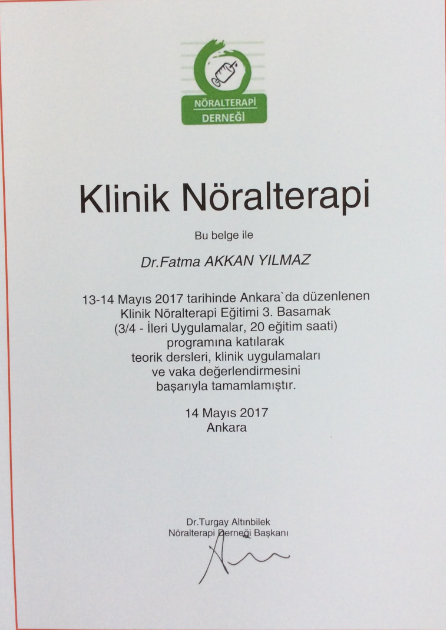 NÖRALTERAPİ
DERNEĞİ
Klinik Nöralterapi
Bu belge ile
Dr.Fatma AKKAN YILMAZ
13-14 Mayıs 2017 tarihinde Ankara`da düzenlenen
Klinik Nöralterapi Eğitimi 3. Basamak
(3/4 - İleri Uygulamalar, 20 eğitim saati)
programına katılarak
teorik dersleri, klinik uygulamaları
ve vaka değerlendirmesini
başarıyla tamamlamıştır.
14 Mayıs 2017
Ankara
Dr.Turgay Altınbilek
Nöralterapi Derneği Başkanı